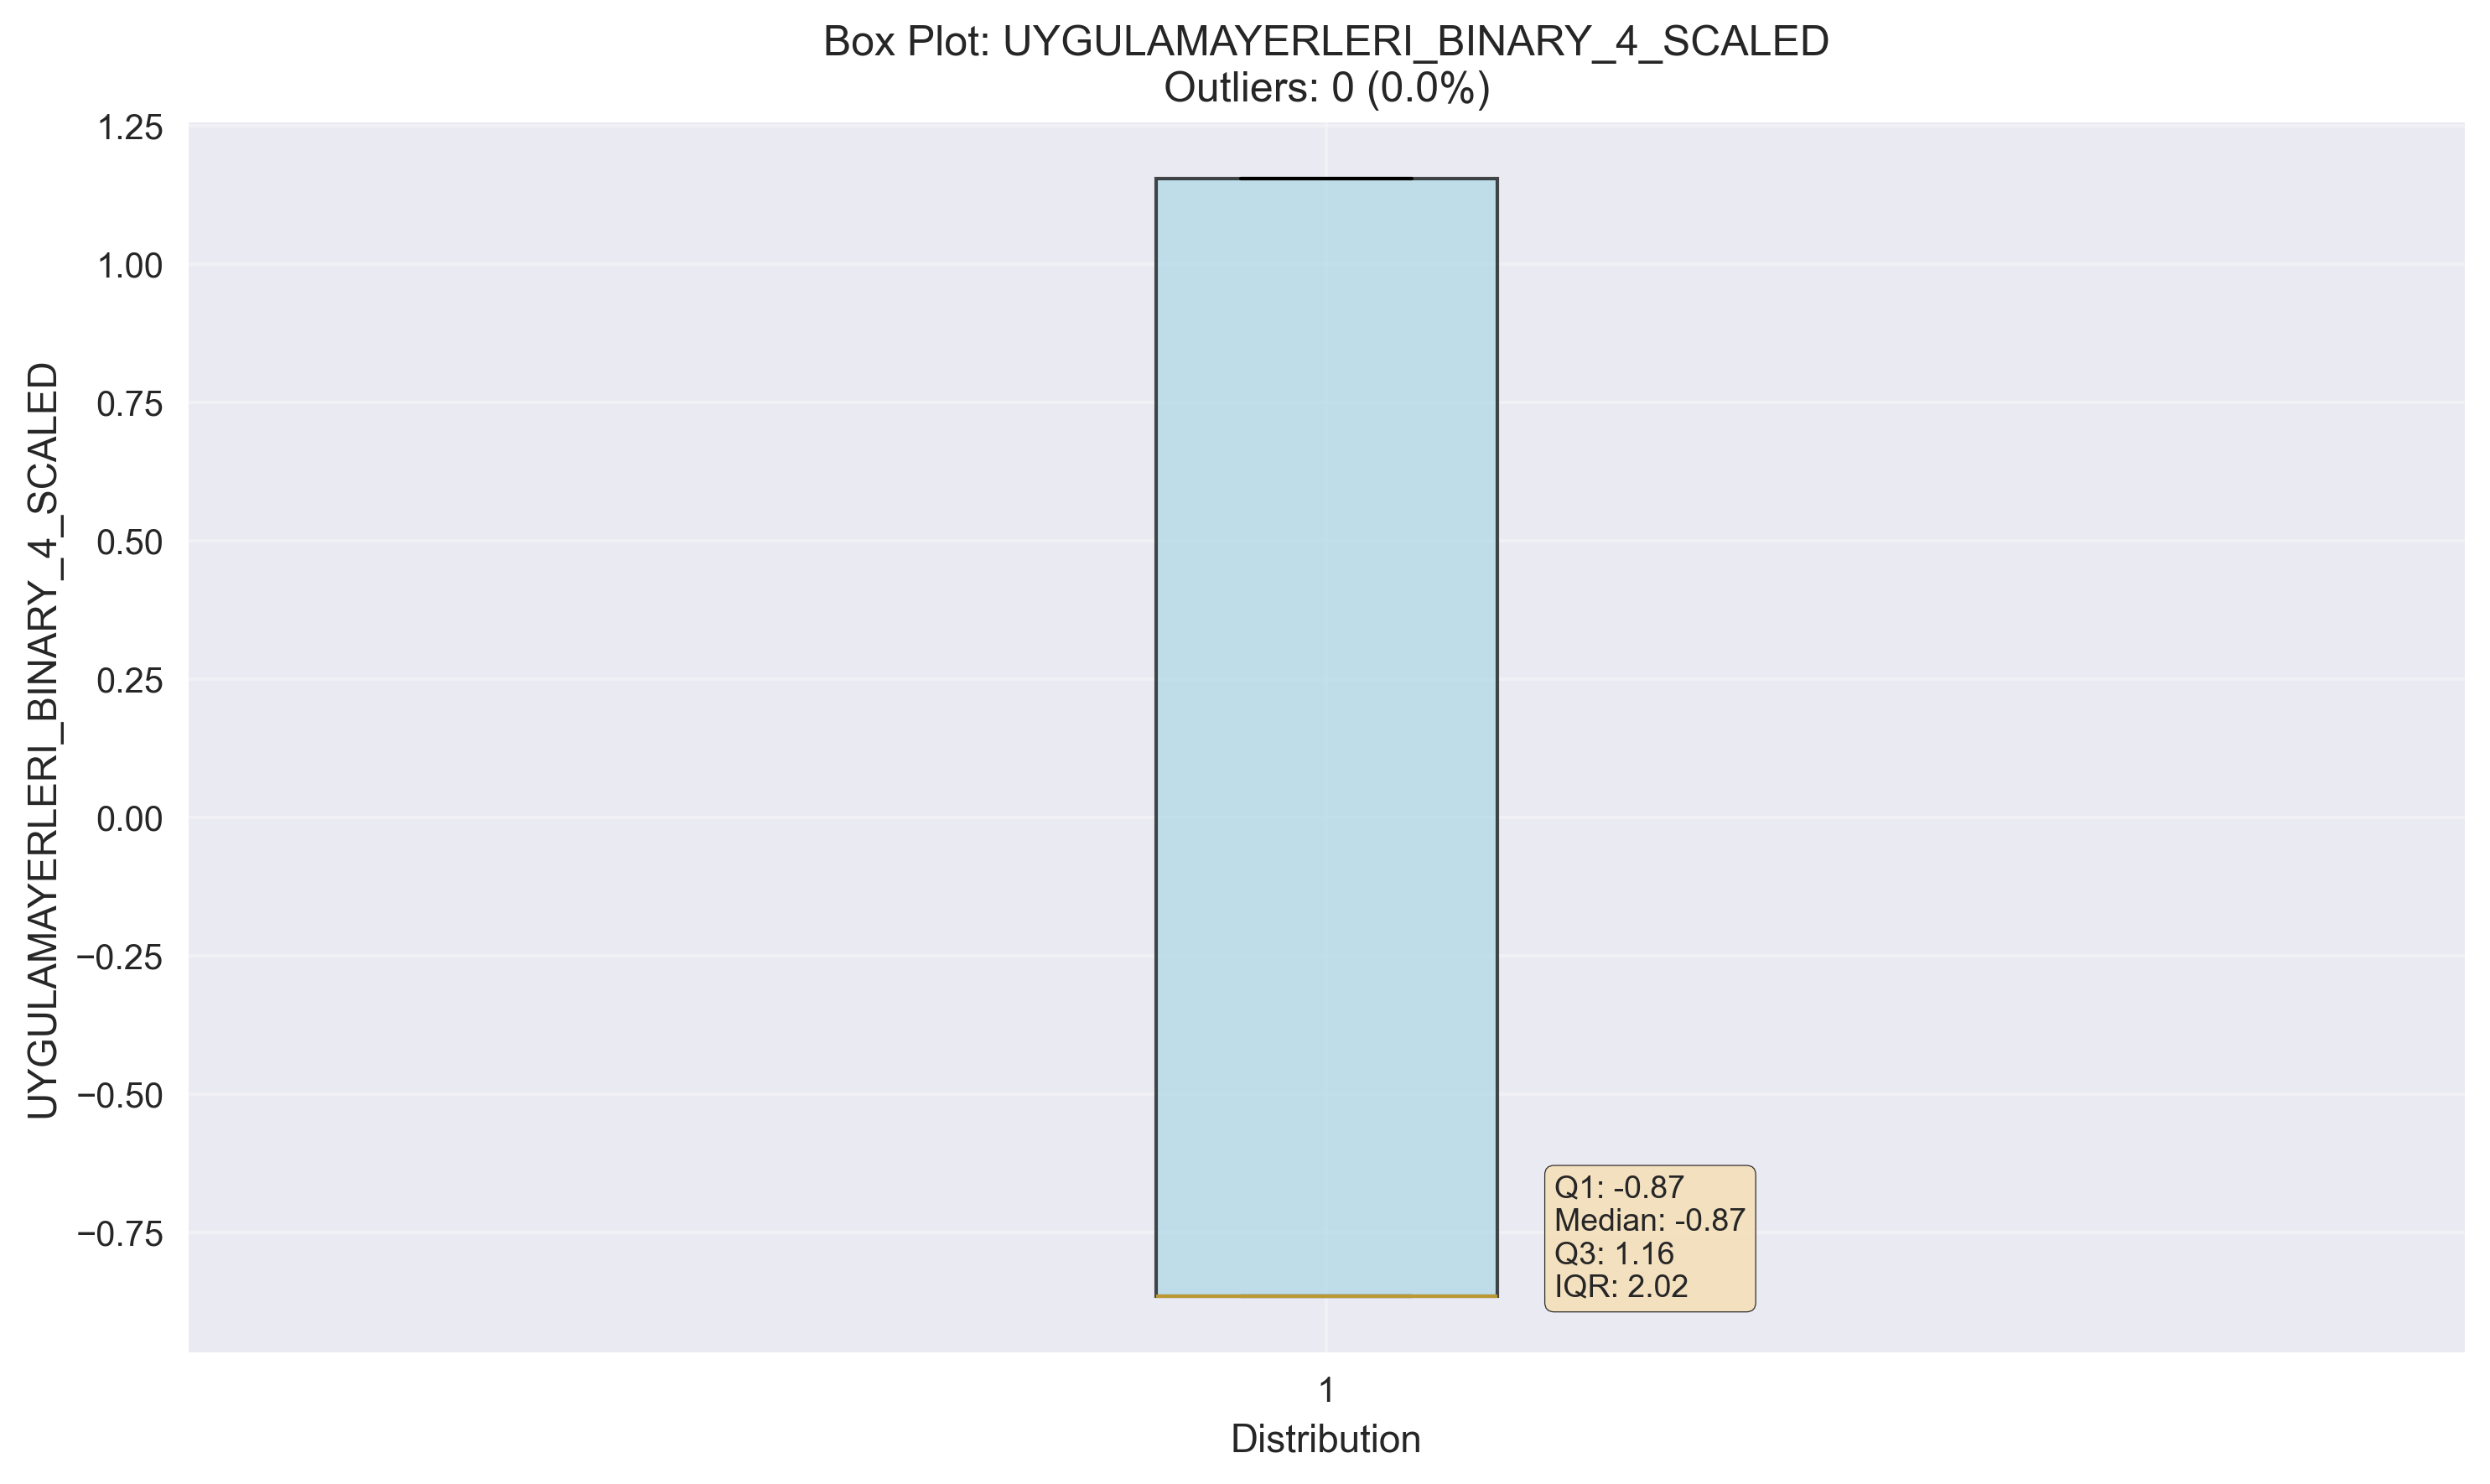 Box Plot: UYGULAMAYERLERI_BINARY_4_SCALED
Outliers: 0 (0.0%)
UYGULAMAYERLERI_BINARY_4_SCALED
1.25
1.00
0.75
0.50
0.25
0.00
−0.25
−0.50
−0.75
Q1: -0.87
Median: -0.87
Q3: 1.16
IQR: 2.02
1
Distribution